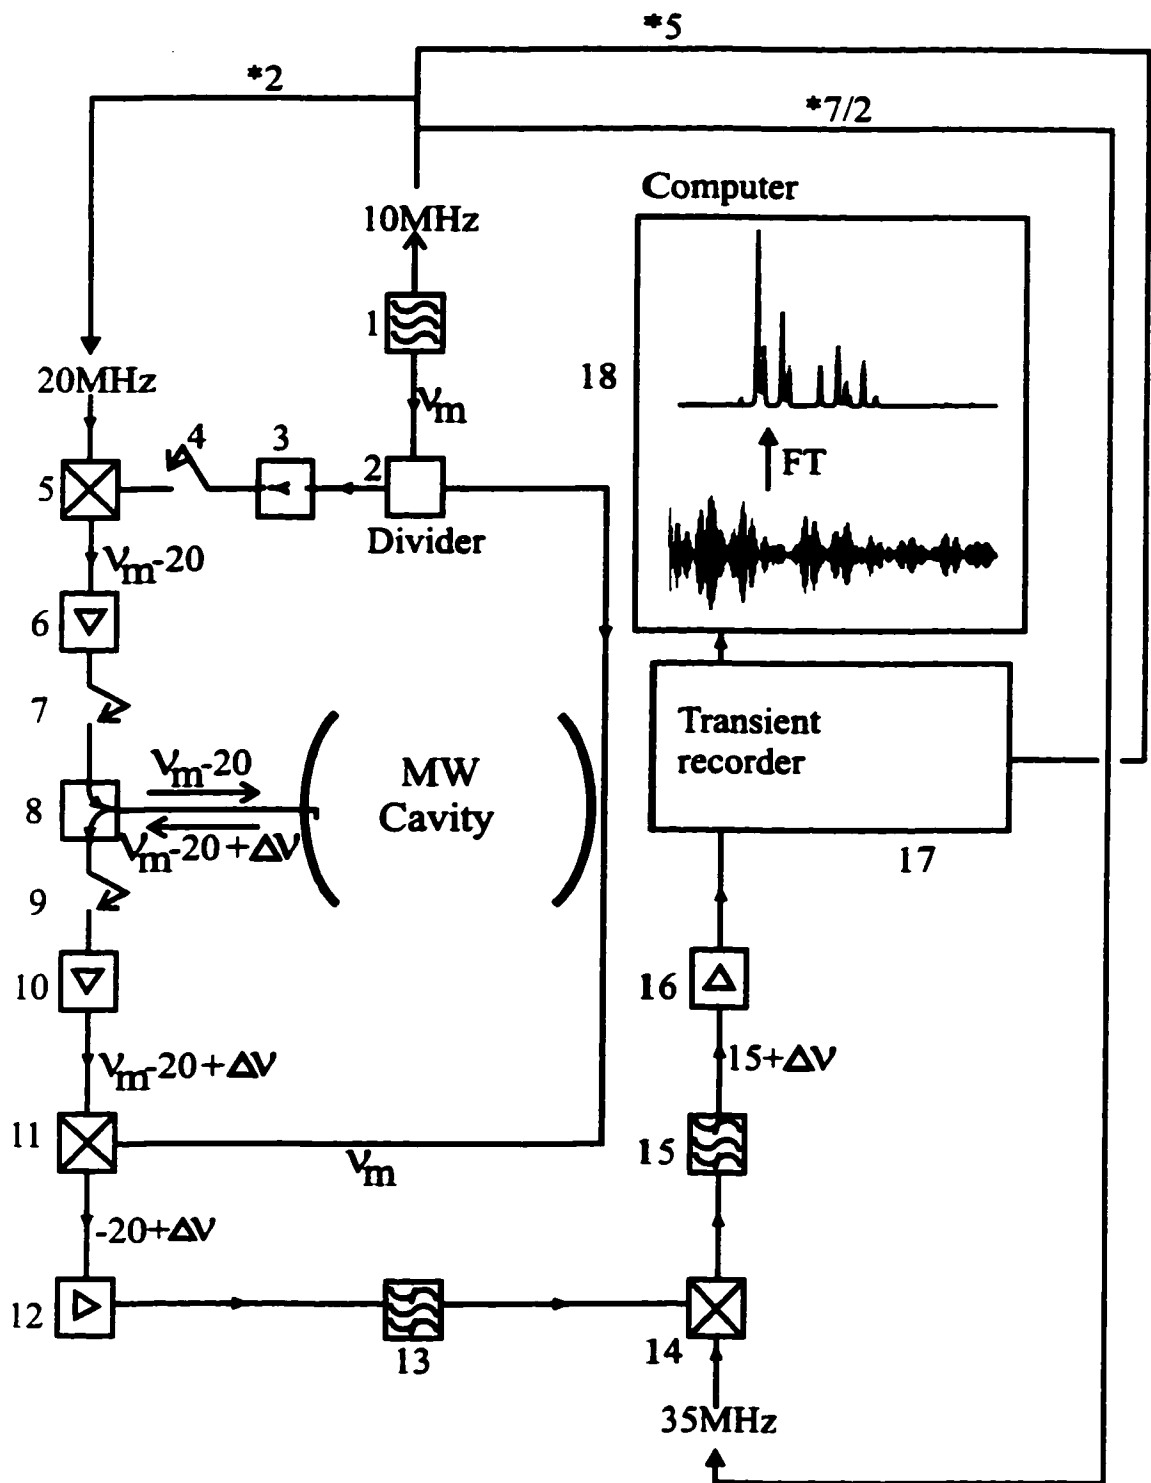 *5
*2
*7/2
Computer
10MHz
1
18
20MHz
νm
4
3
2
5
FT
Divider
νm-20
6
7
Transient
recorder
νm-20
MW
Cavity
8
νm-20+Δν
17
9
10
16
νm-20+Δν
15+Δν
11
15
νm
-20+Δν
12
13
14
35MHz